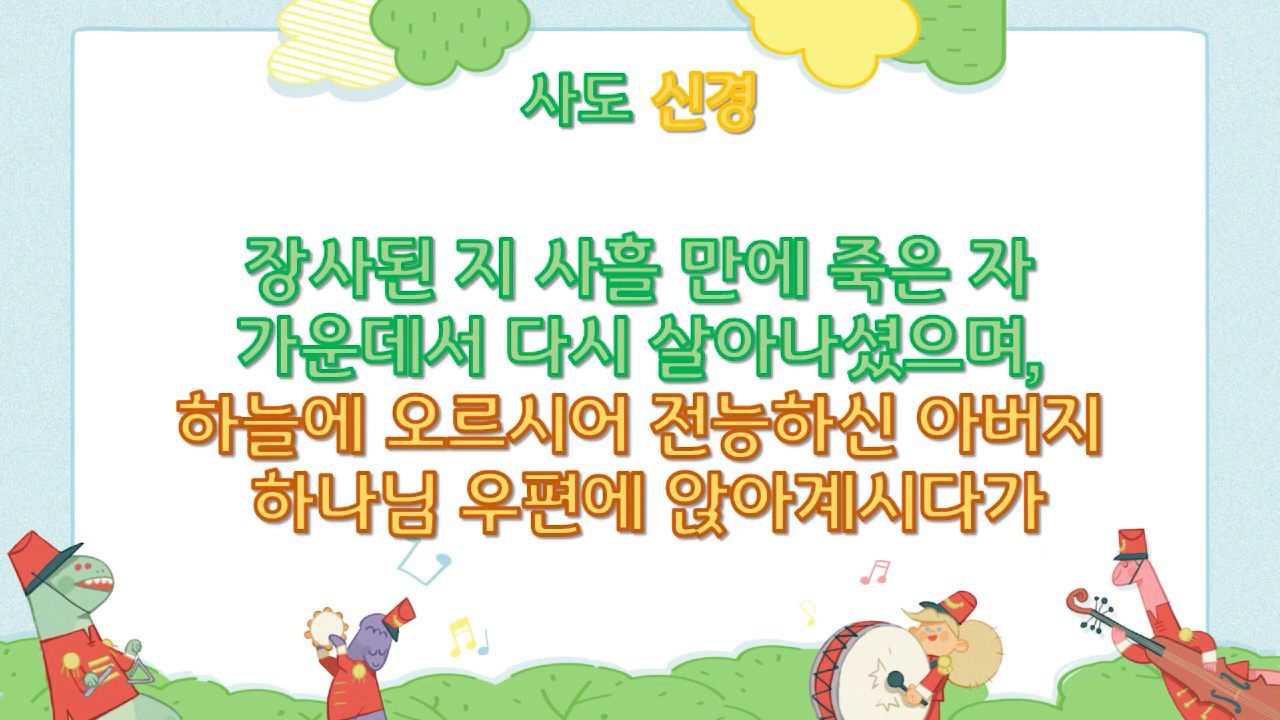 사도 신경
장사된 지 사흘 만에 죽은 자
가운데서 다시 살아나셨으며,
하늘에 오르시어 전능하신 아버지
하나님 우편에 앉아계시다가